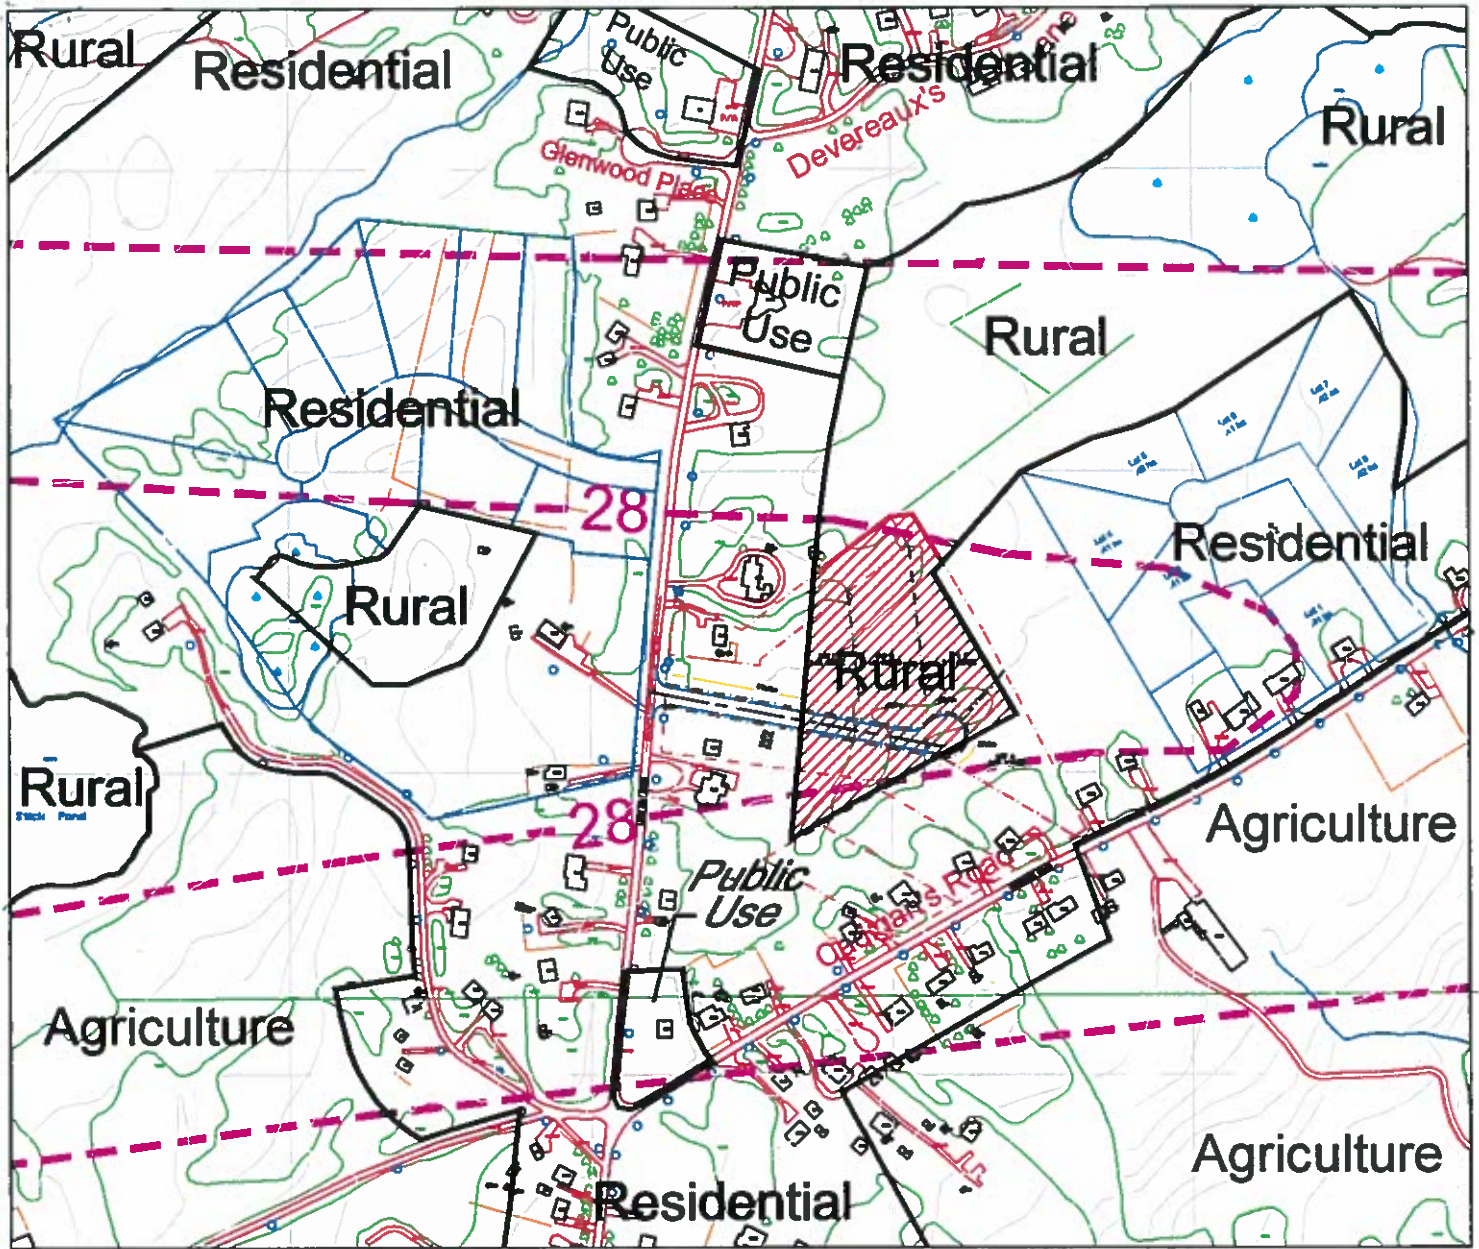 Rural
Residential
Public
Use
Residential
Rural
Devereaux's
Glenwood Place
Public
Use
Rural
Residential
28
Residential
Rural
"Rural"
Rural
28
Agriculture
Public
Use
Agriculture
Agriculture
Residential